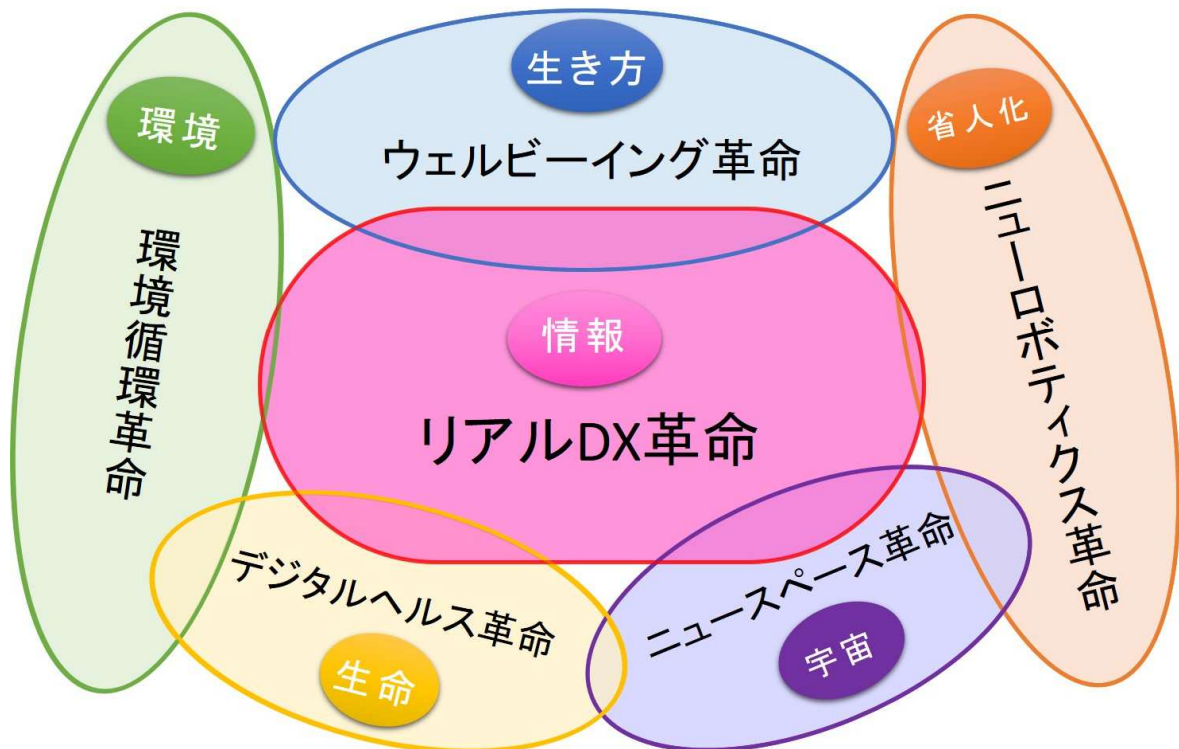 生き方
ウェルビーイング革命
環境
環境循環革命
省人化
ニューロボティクス革命
情報
リアルDX革命
デジタルヘルス革命
生命
ニュースペース革命
宇宙